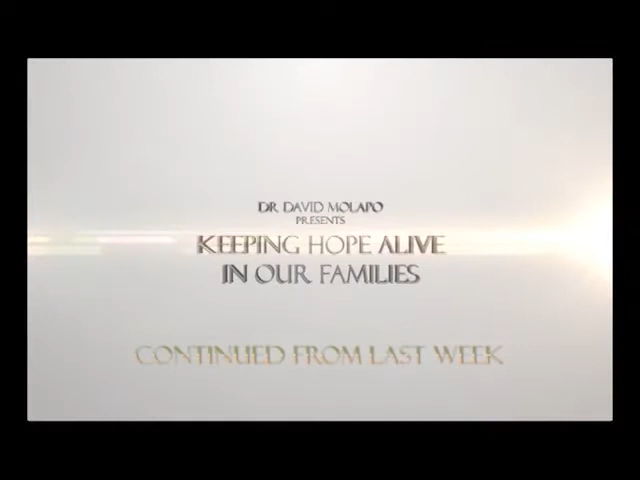 DR DAVID MOLAPO
PRESENTS
KEEPING HOPE ALIVE
IN OUR FAMILIES
CONTINUED FROM LAST WEEK